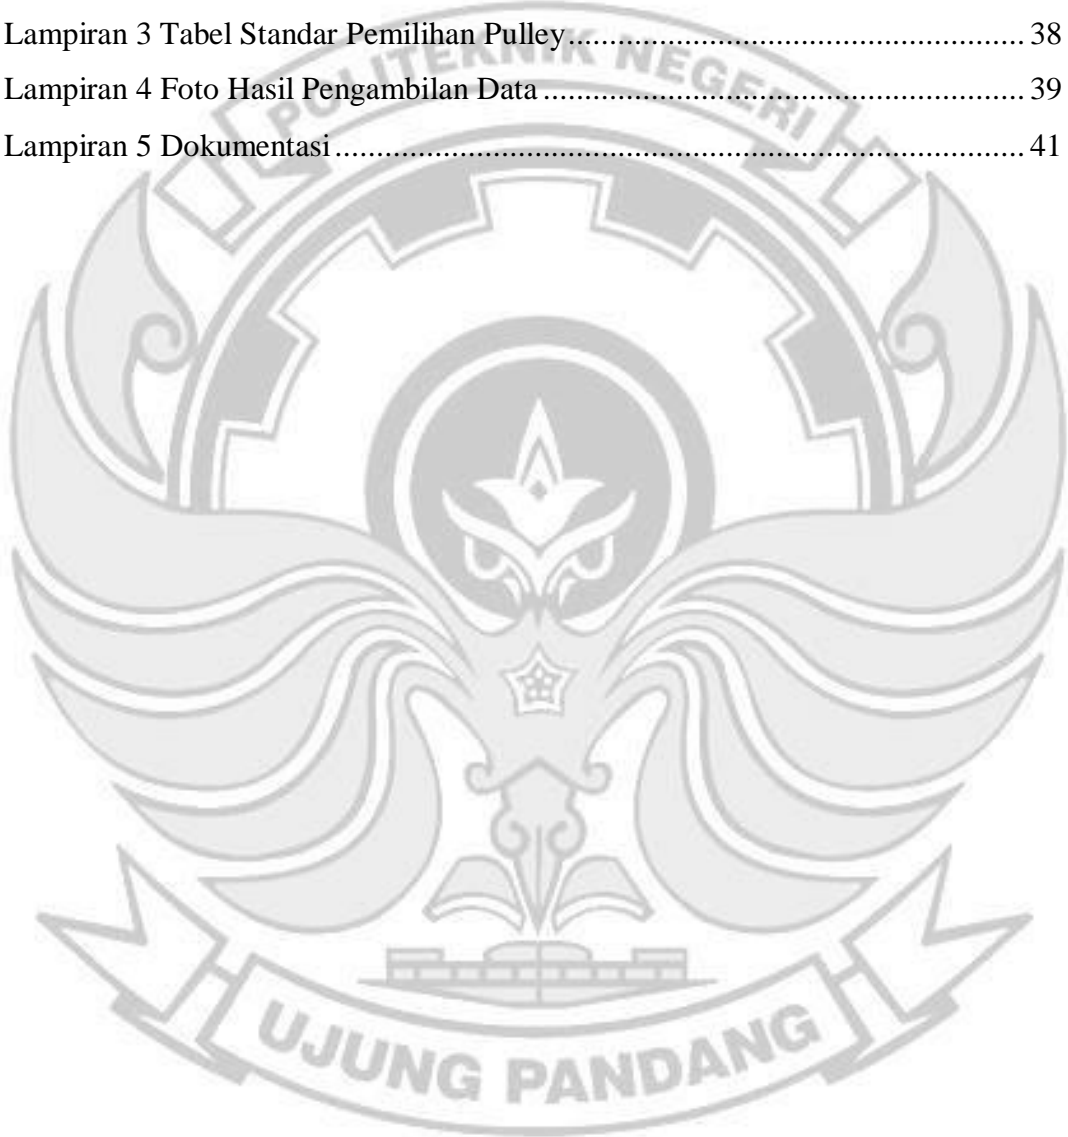 Lampiran 3 Tabel Standar Pemilihan Pulley.......................................................... 38
Lampiran 4 Foto Hasil Pengambilan Data ............................................................. 39
Lampiran 5 Dokumentasi....................................................................................... 41
POLITEKNIK NEGERI
UJUNG PANDANG